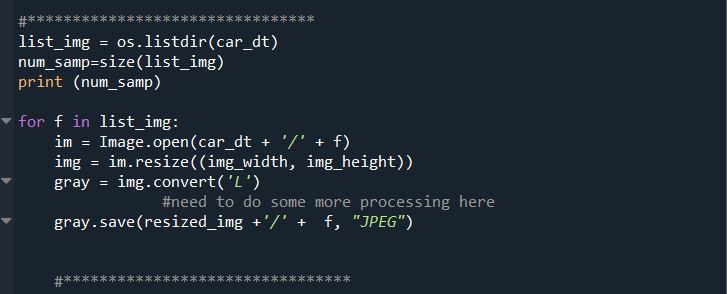 #********************************
list_img = os.listdir(car_dt)
num_samp=size(list_img)
print (num_samp)
for f in list_img:
im = Image.open(car_dt + '/' + f)
img = im.resize((img_width, img_height))
gray = img.convert('L')
#need to do some more processing here
gray.save(resized_img +'/' +  f, "JPEG")
#********************************